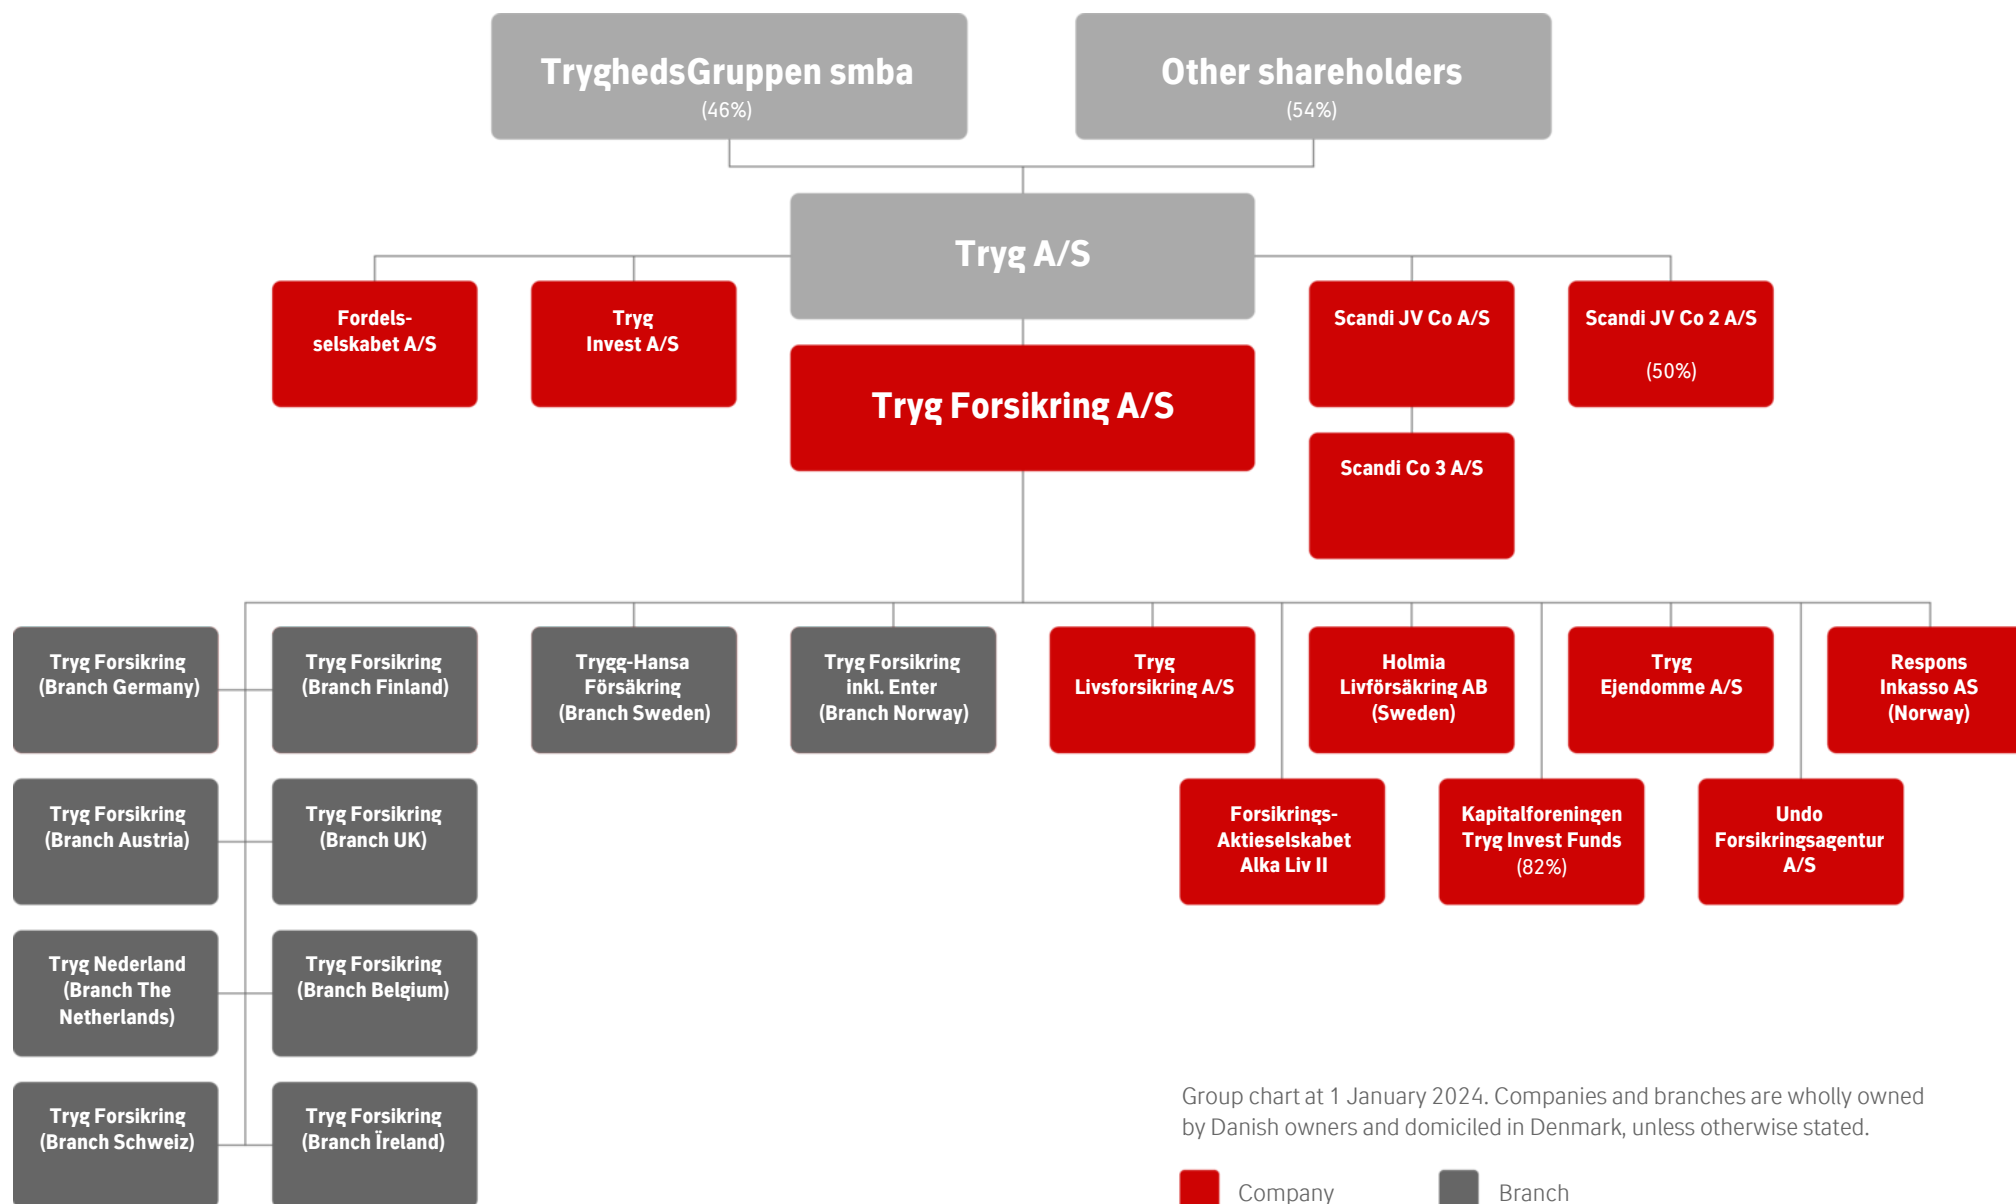 TryghedsGruppen smba
(46%)
Other shareholders
(54%)
Tryg A/S
Fordels-
selskabet A/S
Tryg
Invest A/S
Scandi JV Co A/S
Scandi JV Co 2 A/S
(50%)
Tryg Forsikring A/S
Scandi Co 3 A/S
Tryg Forsikring
(Branch Germany)
Tryg Forsikring
(Branch Finland)
Trygg-Hansa
Försäkring
(Branch Sweden)
Tryg Forsikring
inkl. Enter
(Branch Norway)
Tryg
Livsforsikring A/S
Holmia
Livförsäkring AB
(Sweden)
Tryg
Ejendomme A/S
Respons
Inkasso AS
(Norway)
Tryg Forsikring
(Branch Austria)
Tryg Forsikring
(Branch UK)
Forsikrings-
Aktieselskabet
Alka Liv II
Kapitalforeningen
Tryg Invest Funds
(82%)
Undo
Forsikringsagentur
A/S
Tryg Nederland
(Branch The
Netherlands)
Tryg Forsikring
(Branch Belgium)
Tryg Forsikring
(Branch Schweiz)
Tryg Forsikring
(Branch Ïreland)
Group chart at 1 January 2024. Companies and branches are wholly owned
by Danish owners and domiciled in Denmark, unless otherwise stated.
Company
Branch